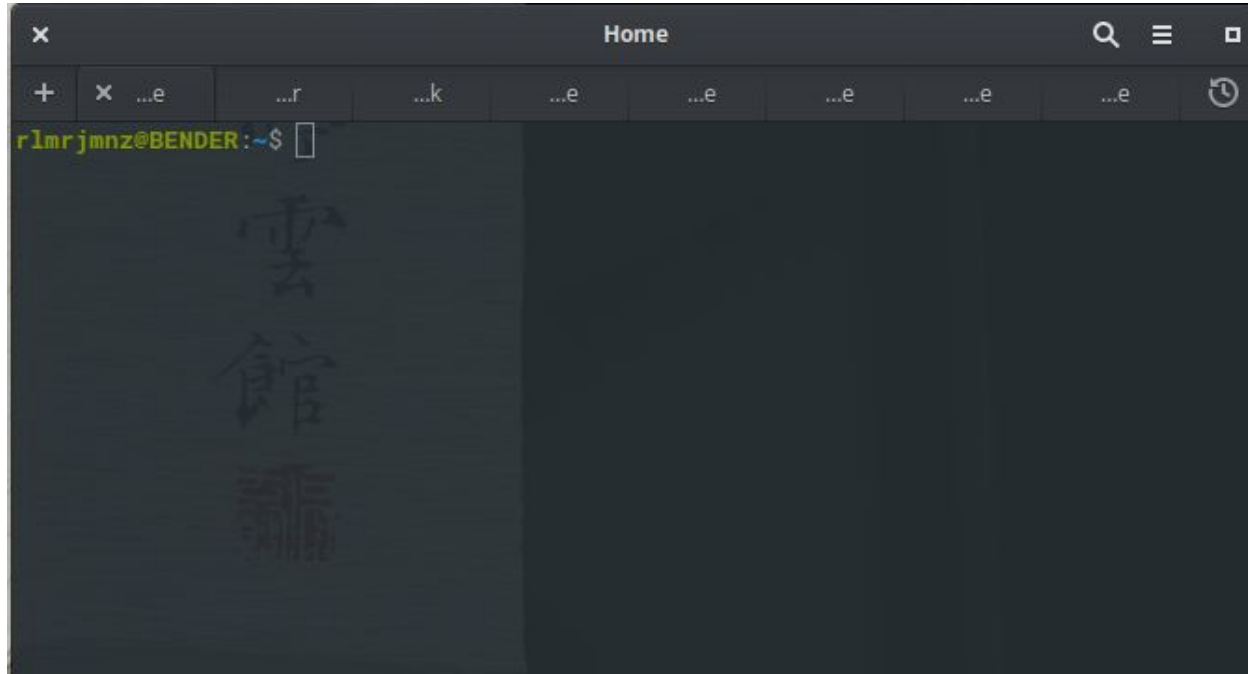 Home
...e ...r ...k ...e ...e ...e ...e ...e
rlmrjmnz@BENDER:~$
雲
館